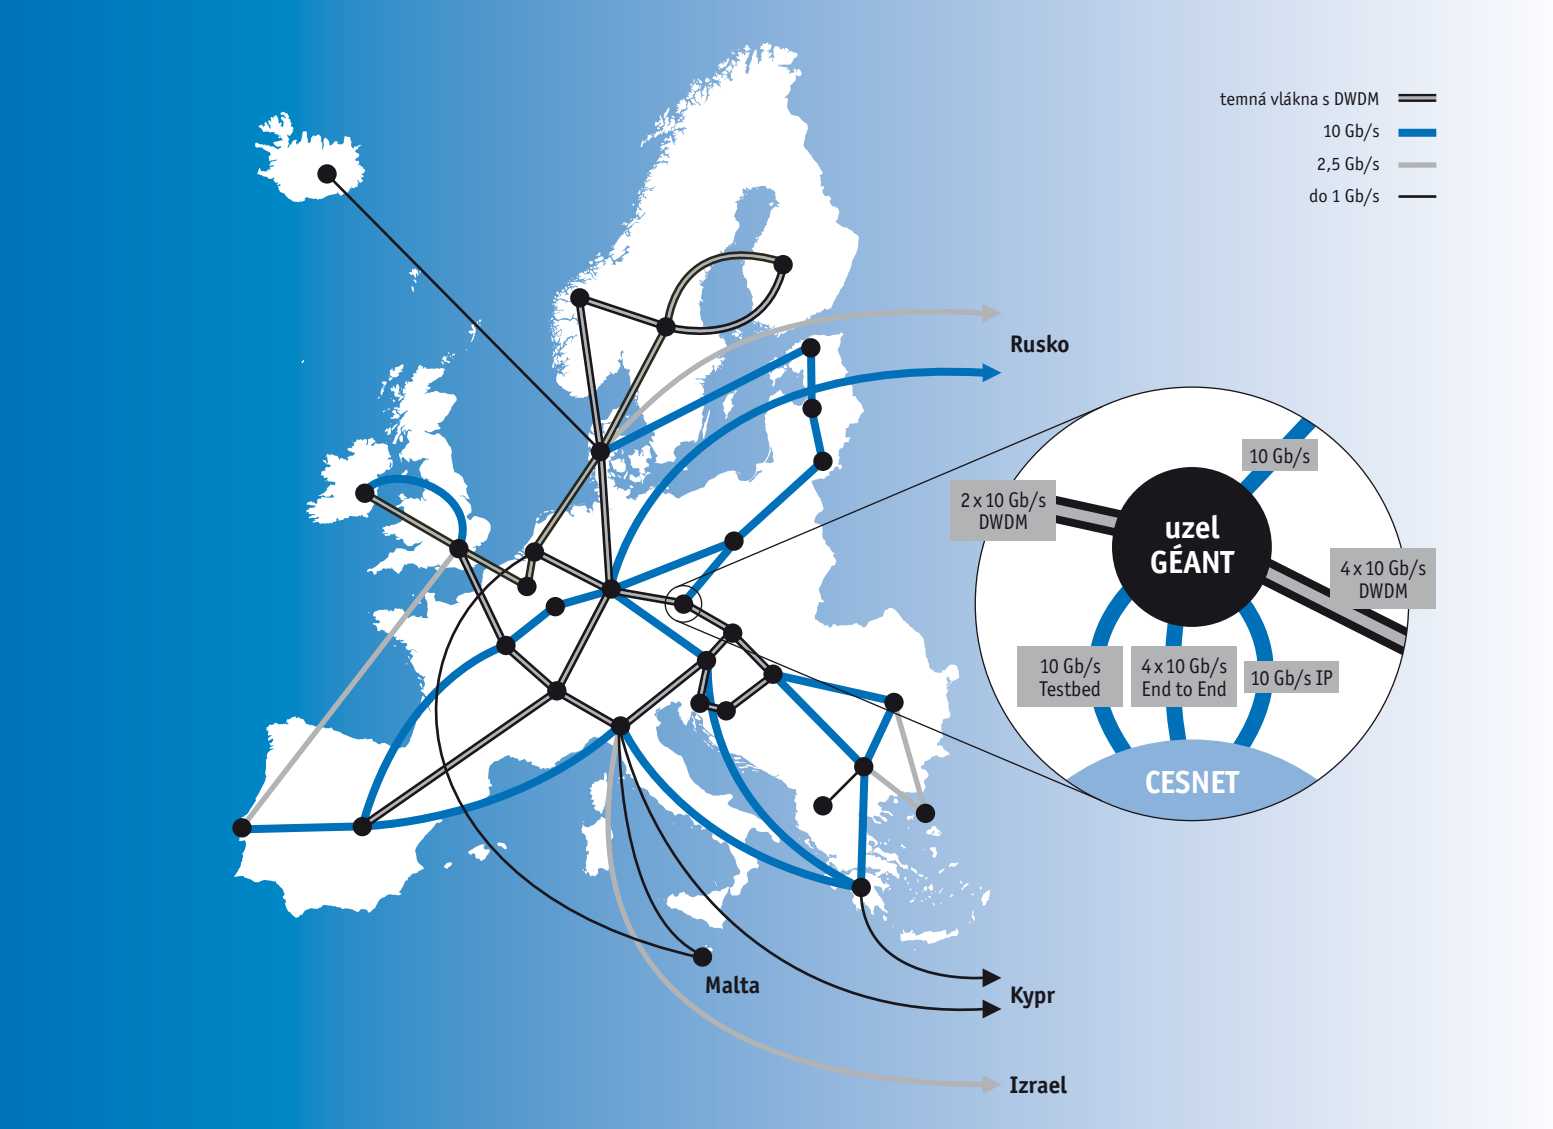 temná vlákna s DWDM
10 Gb/s
2,5 Gb/s
do 1 Gb/s
Rusko
10 Gb/s
2 x 10 Gb/s
DWDM
uzel
GÉANT
4 x 10 Gb/s
DWDM
10 Gb/s
Testbed
4 x 10 Gb/s
End to End
10 Gb/s IP
CESNET
Malta
Kypr
Izrael